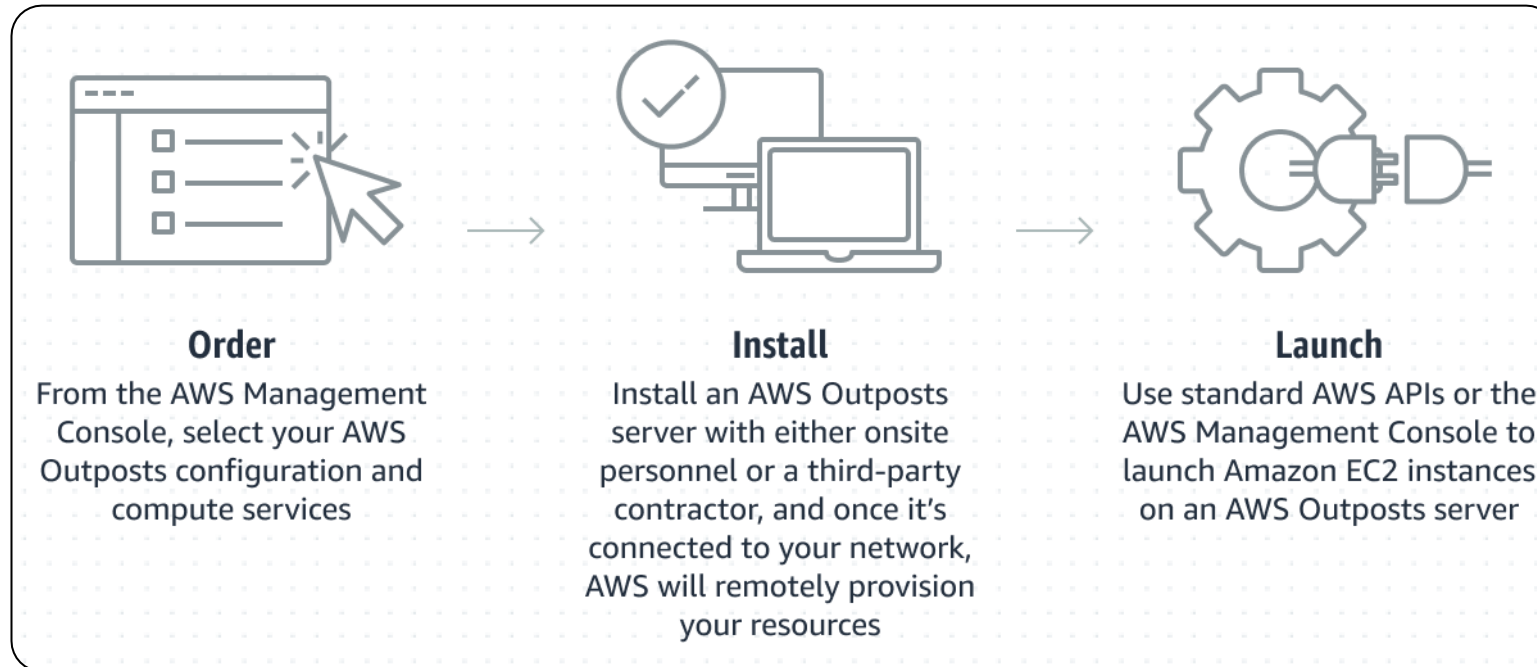 Order
From the AWS Management
Console, select your AWS
Outposts configuration and
compute services
Install
Install an AWS Outposts
server with either onsite
personnel or a third-party
contractor, and once it’s
connected to your network,
AWS will remotely provision
your resources
Launch
Use standard AWS APIs or the
AWS Management Console to
launch Amazon EC2 instances
on an AWS Outposts server